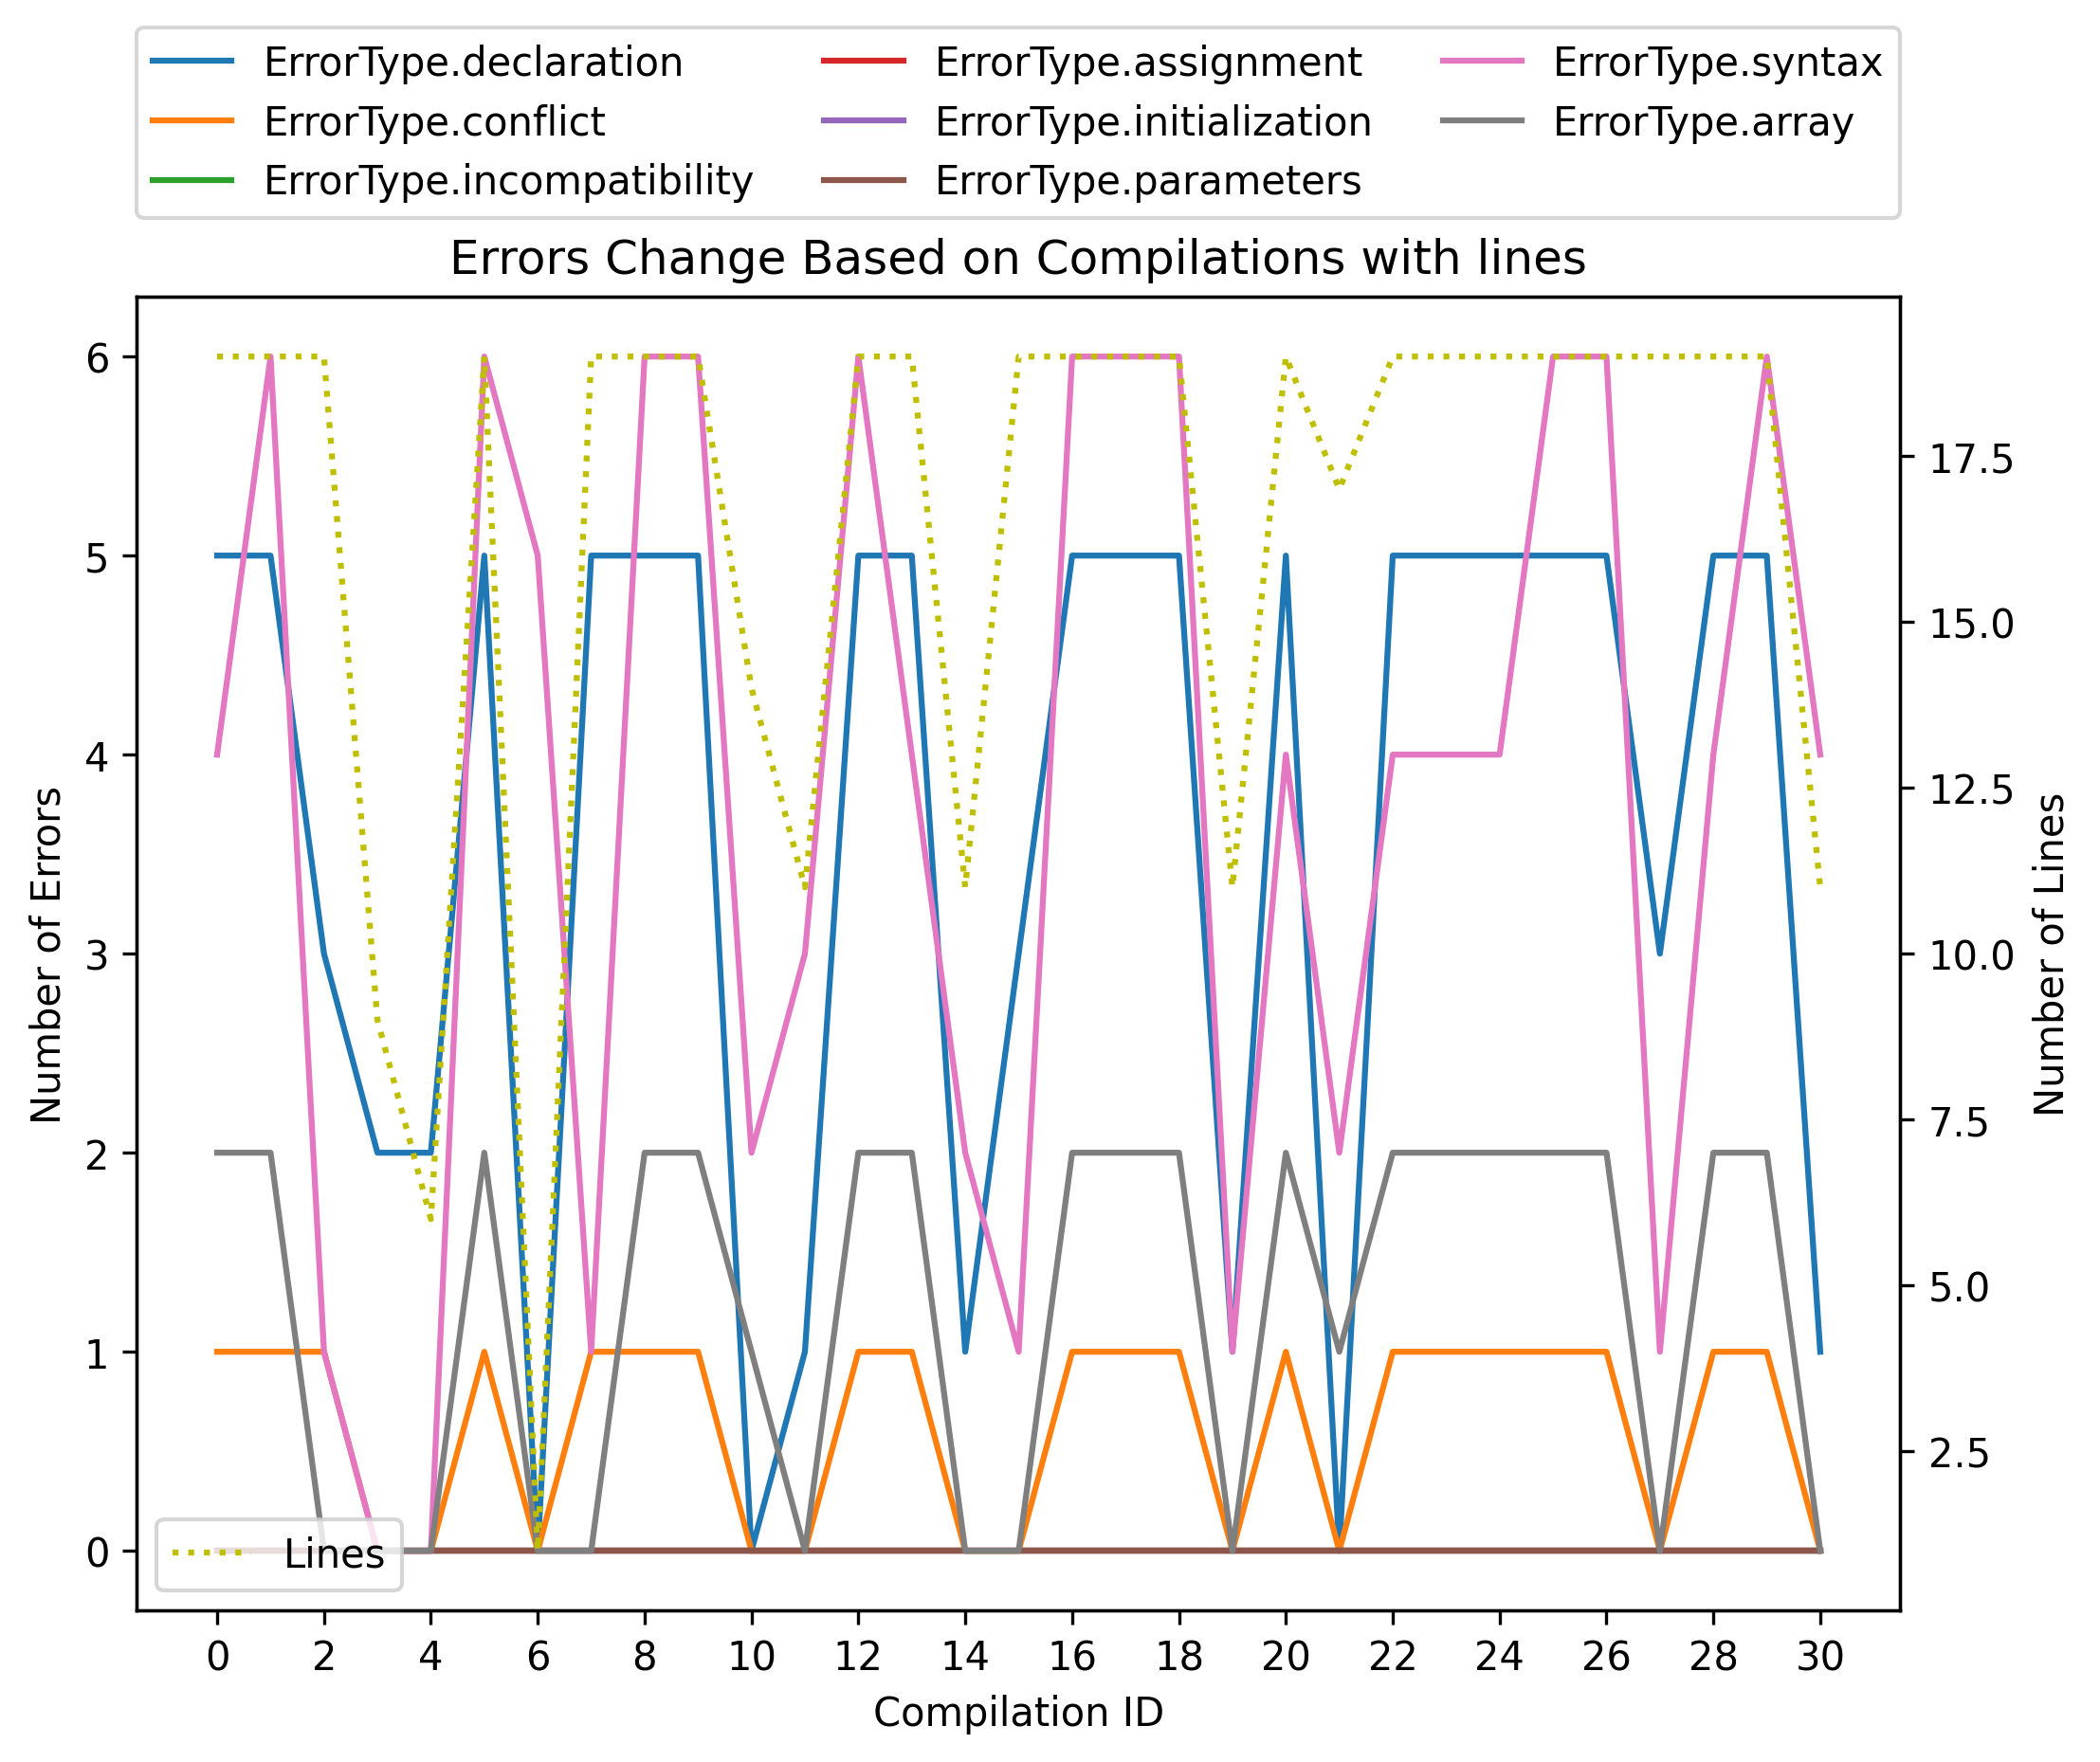 ErrorType.declaration
ErrorType.conflict
ErrorType.incompatibility
ErrorType.assignment
ErrorType.initialization
ErrorType.parameters
ErrorType.syntax
ErrorType.array
Errors Change Based on Compilations with lines
Number of Errors
6
5
4
3
2
1
0
17.5
15.0
12.5
10.0
7.5
5.0
2.5
Number of Lines
Lines
0 2 4 6 8 10 12 14 16 18 20 22 24 26 28 30
Compilation ID